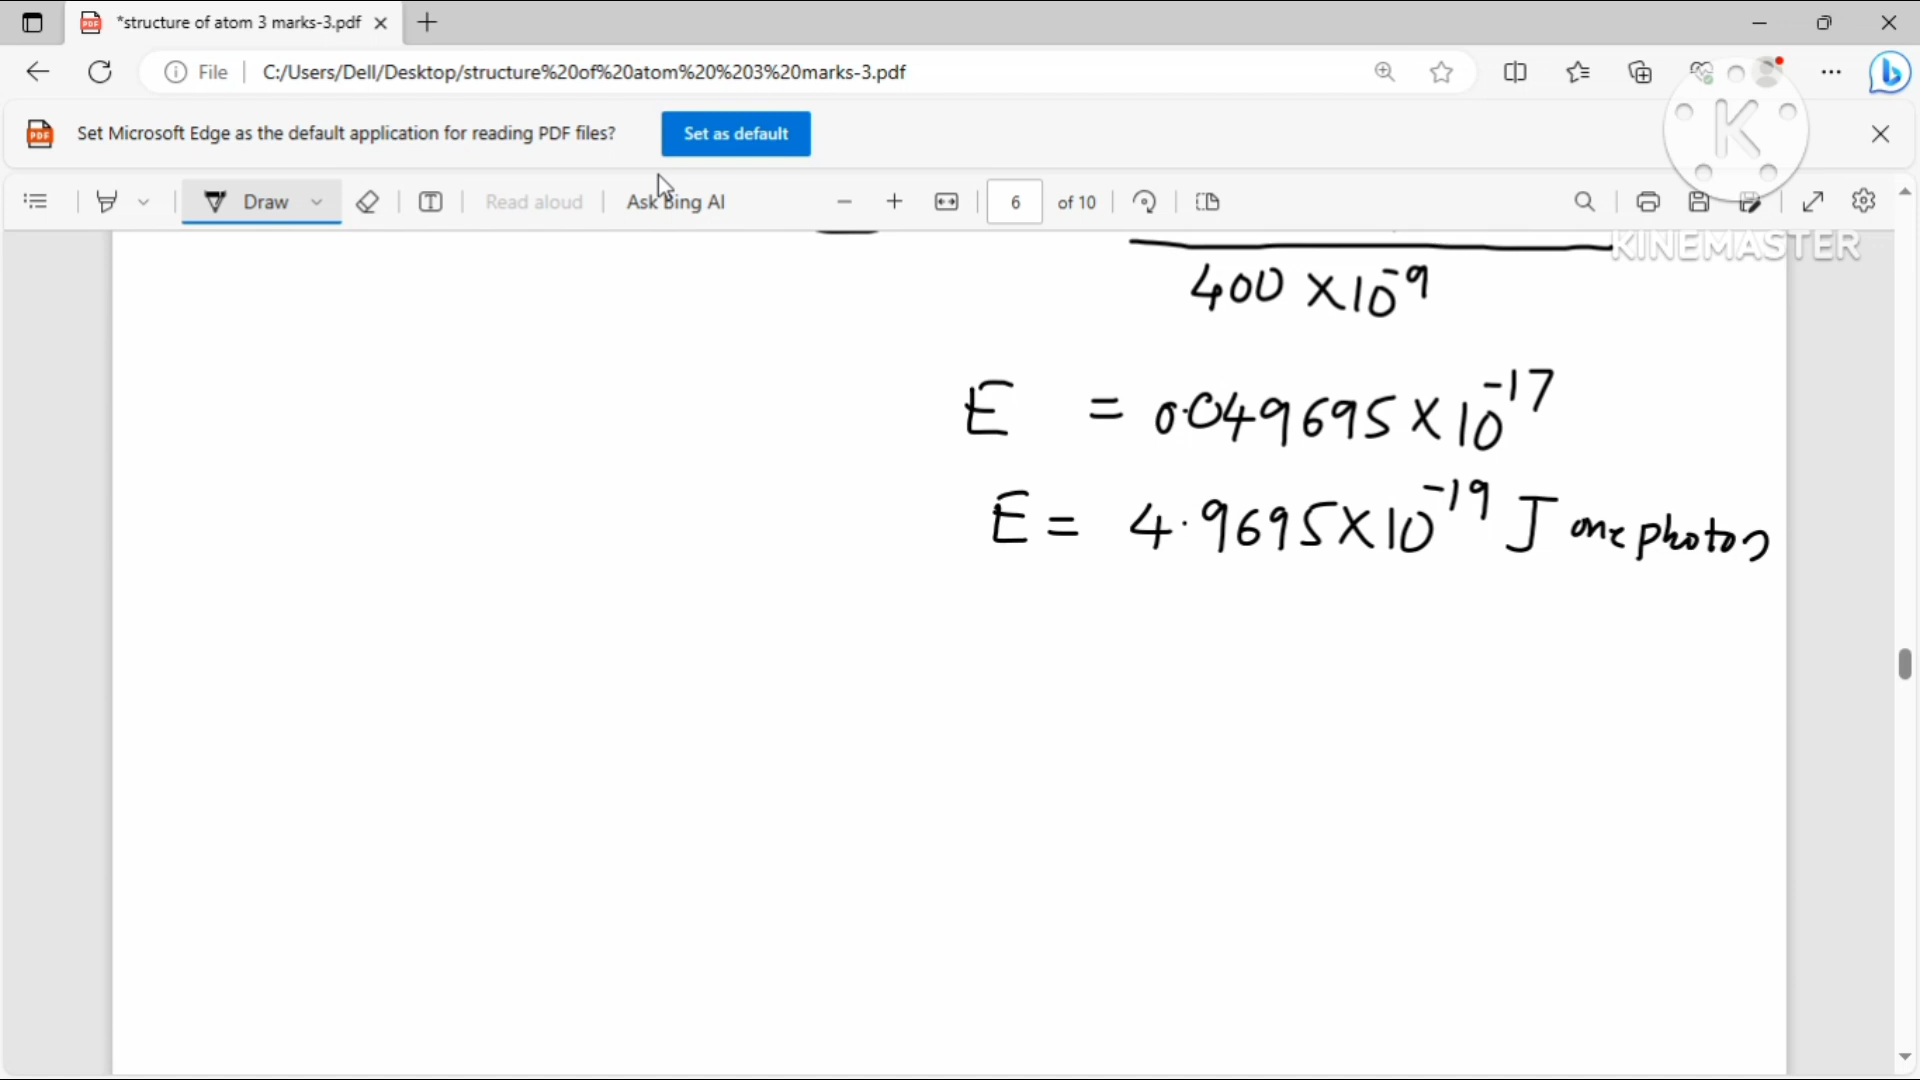 *structure of atom 3 marks-3.pdf
File
C:/Users/Dell/Desktop/structure%20of%20atom%20%203%20marks-3.pdf
PDF Set Microsoft Edge as the default application for reading PDF files? Set as default
K
Draw Read aloud Ask Bing AI 6 of 10
KINEMASTER
400 × 10⁻⁹
E = 0.049695 × 10⁻¹⁷
E = 4.9695 × 10⁻¹⁹ J one photon